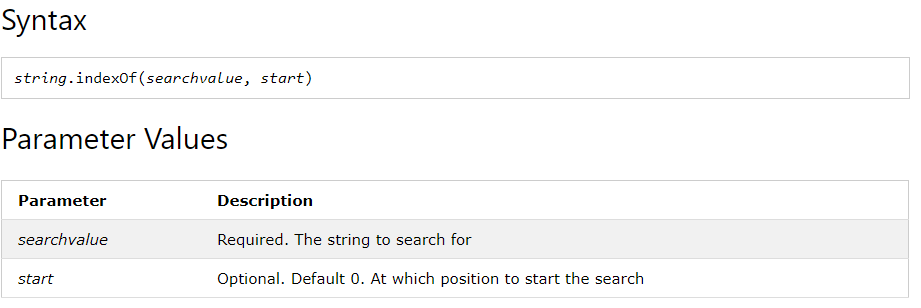 Syntax
string.indexOf(searchvalue, start)
Parameter Values
Parameter Description
searchvalue Required. The string to search for
start Optional. Default 0. At which position to start the search